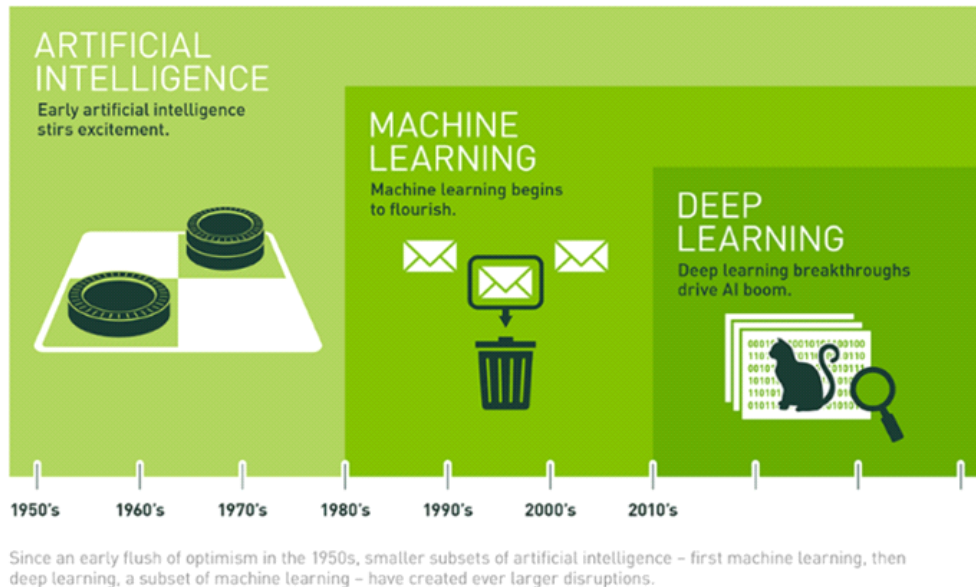 ARTIFICIAL
INTELLIGENCE
Early artificial intelligence
stirs excitement.
MACHINE
LEARNING
Machine learning begins
to flourish.
DEEP
LEARNING
Deep learning breakthroughs
drive AI boom.
1950's 1960's 1970's 1980's 1990's 2000's 2010's
Since an early flush of optimism in the 1950s, smaller subsets of artificial intelligence – first machine learning, then
deep learning, a subset of machine learning – have created ever larger disruptions.